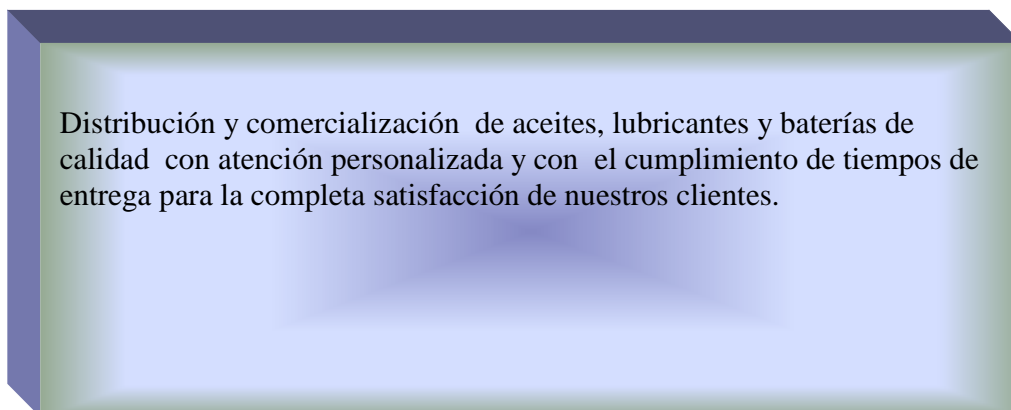 Distribución y comercialización  de aceites, lubricantes y baterías de
calidad  con atención personalizada y con  el cumplimiento de tiempos de
entrega para la completa satisfacción de nuestros clientes.